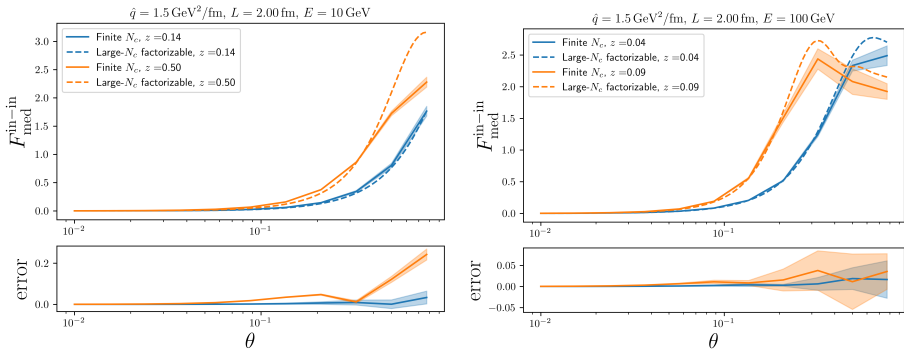 q̂ = 1.5 GeV²/fm, L = 2.00 fm, E = 10 GeV
Finite N_c, z = 0.14
Large-N_c factorizable, z = 0.14
Finite N_c, z = 0.50
Large-N_c factorizable, z = 0.50
F_med^in−in
3.0
2.5
2.0
1.5
1.0
0.5
0.0
10⁻²
10⁻¹
error
0.2
0.0
10⁻²
10⁻¹
θ
q̂ = 1.5 GeV²/fm, L = 2.00 fm, E = 100 GeV
Finite N_c, z = 0.04
Large-N_c factorizable, z = 0.04
Finite N_c, z = 0.09
Large-N_c factorizable, z = 0.09
F_med^in−in
2.5
2.0
1.5
1.0
0.5
0.0
10⁻²
10⁻¹
error
0.05
0.00
−0.05
10⁻²
10⁻¹
θ